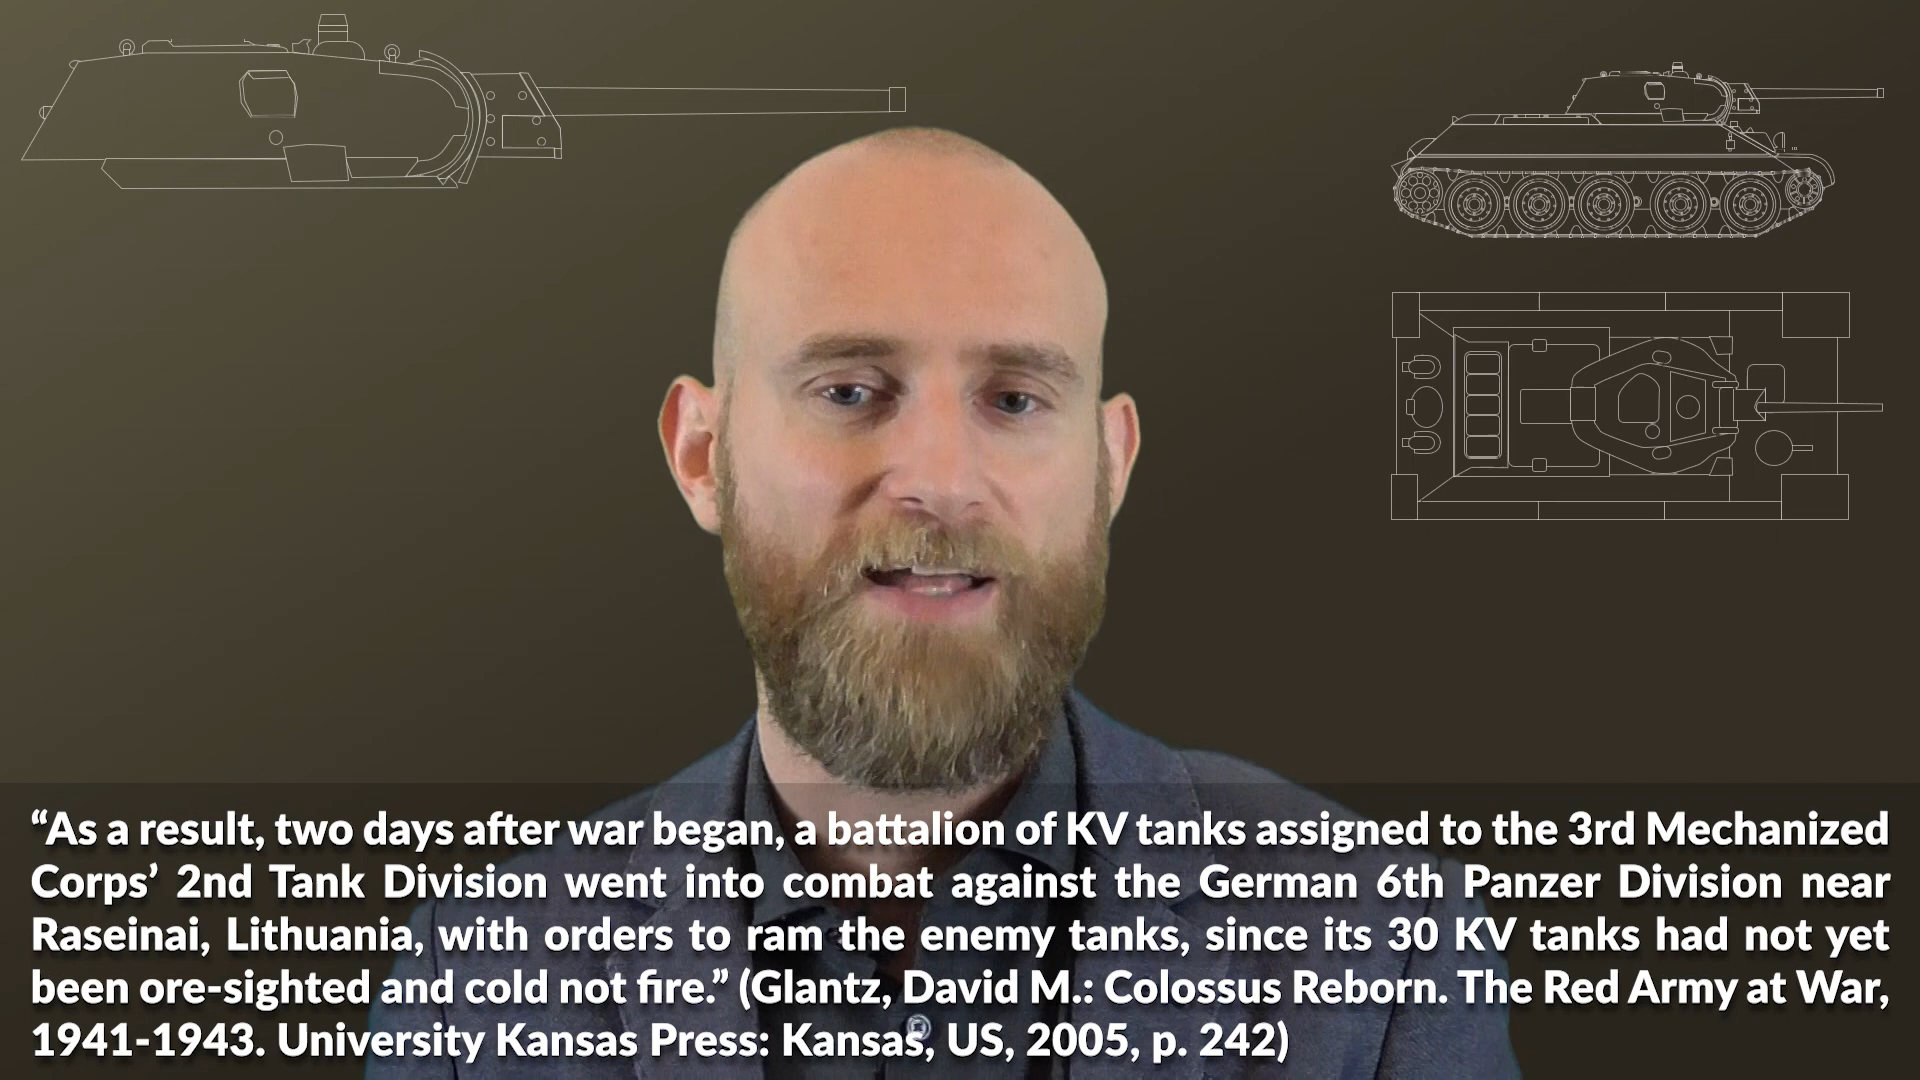 “As a result, two days after war began, a battalion of KV tanks assigned to the 3rd Mechanized
Corps’ 2nd Tank Division went into combat against the German 6th Panzer Division near
Raseinai, Lithuania, with orders to ram the enemy tanks, since its 30 KV tanks had not yet
been ore-sighted and cold not fire.” (Glantz, David M.: Colossus Reborn. The Red Army at War,
1941-1943. University Kansas Press: Kansas, US, 2005, p. 242)